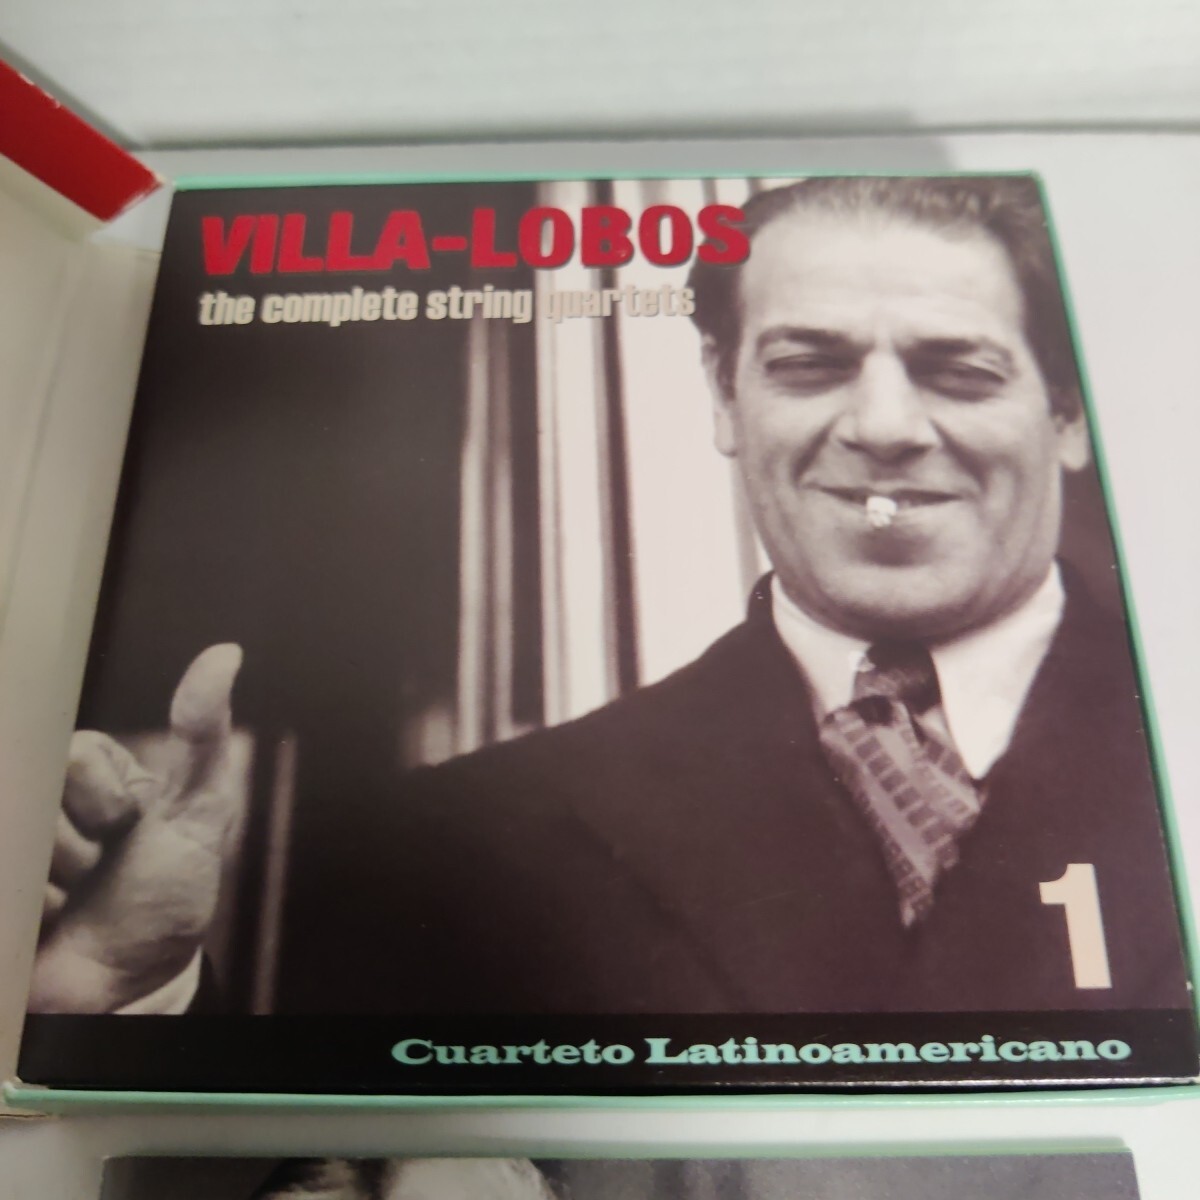 VILLA-LOBOS
the complete string quartets
1
Cuarteto Latinoamericano